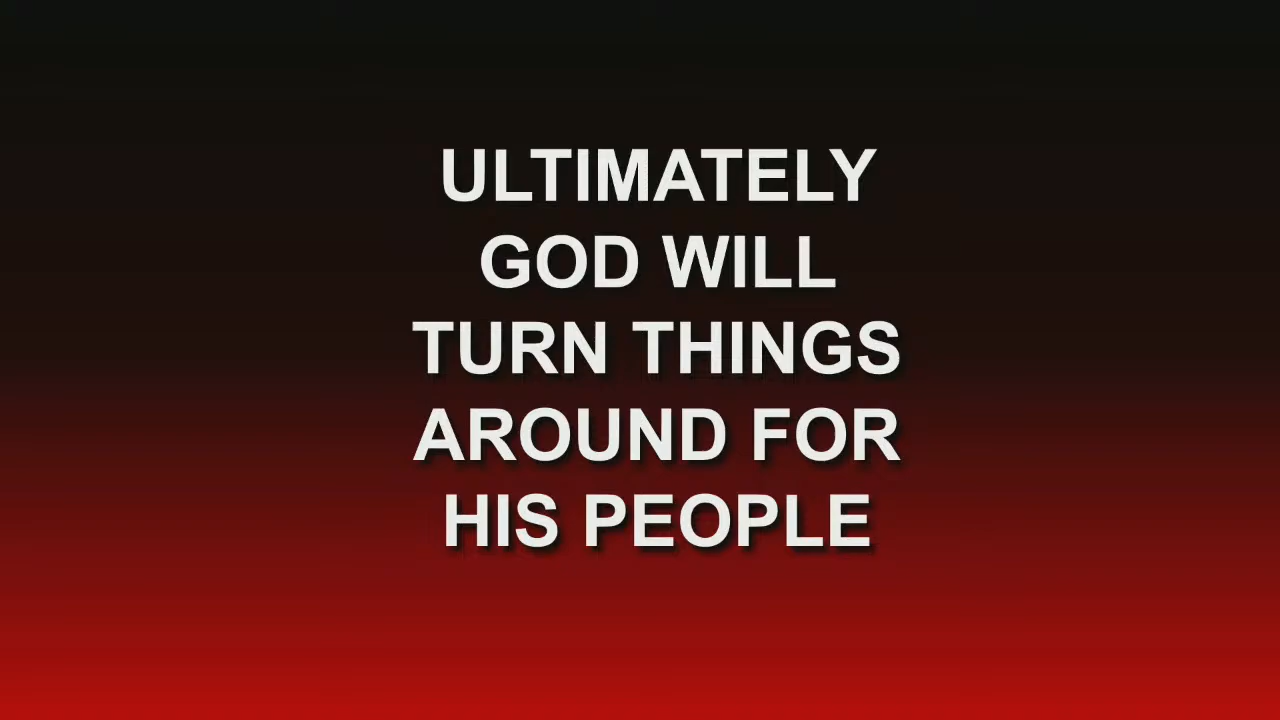 ULTIMATELY
GOD WILL
TURN THINGS
AROUND FOR
HIS PEOPLE